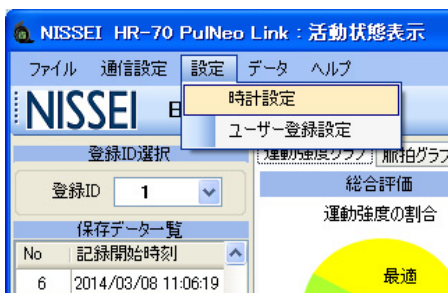 NISSEI HR-70 PulNeo Link：活動状態表示
ファイル 通信設定 設定 データ ヘルプ
時計設定
NISSEI
ユーザー登録設定
登録ID選択
運動強度グラフ 脈拍グラフ
登録ID 1
総合評価
運動強度の割合
保存データ一覧
No 記録開始時刻
最適
6 2014/03/08 11:06:19